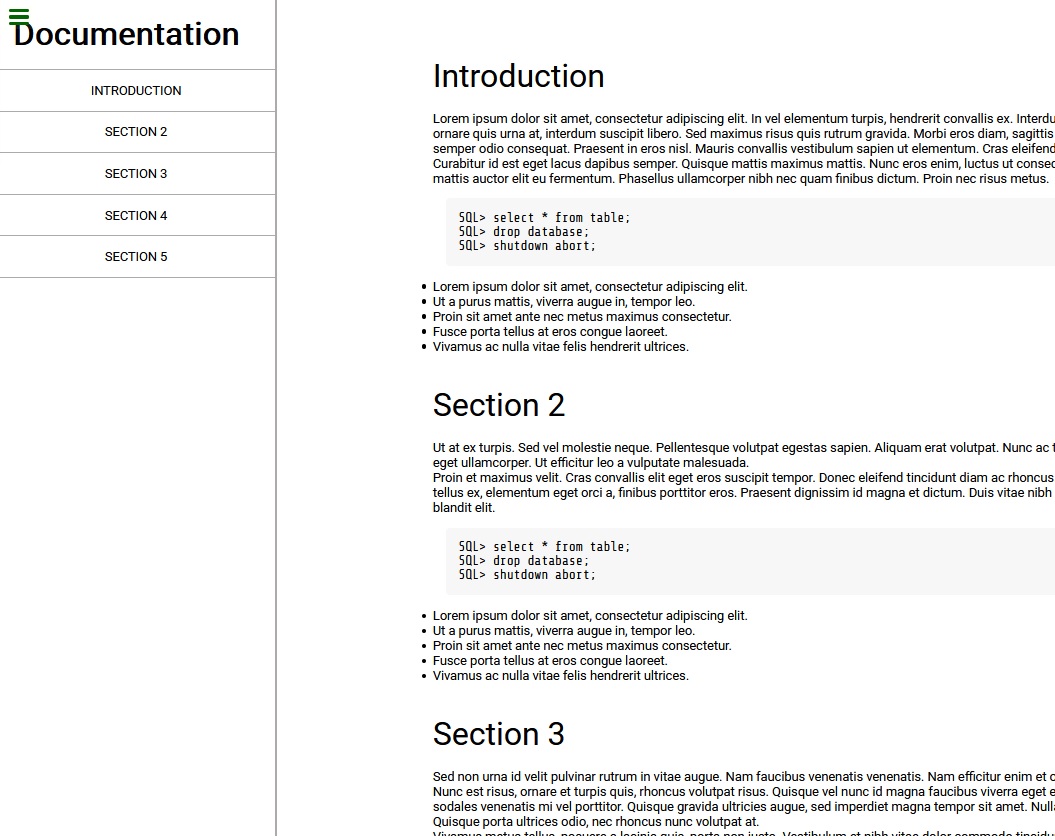 Documentation
INTRODUCTION
SECTION 2
SECTION 3
SECTION 4
SECTION 5
Introduction
Lorem ipsum dolor sit amet, consectetur adipiscing elit. In vel elementum turpis, hendrerit convallis ex. Interdu
ornare quis urna at, interdum suscipit libero. Sed maximus risus quis rutrum gravida. Morbi eros diam, sagittis
semper odio consequat. Praesent in eros nisl. Mauris convallis vestibulum sapien ut elementum. Cras eleifend
Curabitur id est eget lacus dapibus semper. Quisque mattis maximus mattis. Nunc eros enim, luctus ut consec
mattis auctor elit eu fermentum. Phasellus ullamcorper nibh nec quam finibus dictum. Proin nec risus metus.
SQL> select * from table;
SQL> drop database;
SQL> shutdown abort;
• Lorem ipsum dolor sit amet, consectetur adipiscing elit.
• Ut a purus mattis, viverra augue in, tempor leo.
• Proin sit amet ante nec metus maximus consectetur.
• Fusce porta tellus at eros congue laoreet.
• Vivamus ac nulla vitae felis hendrerit ultrices.
Section 2
Ut at ex turpis. Sed vel molestie neque. Pellentesque volutpat egestas sapien. Aliquam erat volutpat. Nunc ac t
eget ullamcorper. Ut efficitur leo a vulputate malesuada.
Proin et maximus velit. Cras convallis elit eget eros suscipit tempor. Donec eleifend tincidunt diam ac rhoncus
tellus ex, elementum eget orci a, finibus porttitor eros. Praesent dignissim id magna et dictum. Duis vitae nibh
blandit elit.
SQL> select * from table;
SQL> drop database;
SQL> shutdown abort;
• Lorem ipsum dolor sit amet, consectetur adipiscing elit.
• Ut a purus mattis, viverra augue in, tempor leo.
• Proin sit amet ante nec metus maximus consectetur.
• Fusce porta tellus at eros congue laoreet.
• Vivamus ac nulla vitae felis hendrerit ultrices.
Section 3
Sed non urna id velit pulvinar rutrum in vitae augue. Nam faucibus venenatis venenatis. Nam efficitur enim et
Nunc est risus, ornare et turpis quis, rhoncus volutpat risus. Quisque vel nunc id magna faucibus viverra eget
sodales venenatis mi vel porttitor. Quisque gravida ultricies augue, sed imperdiet magna tempor sit amet. Null
Quisque porta ultrices odio, nec rhoncus nunc volutpat at.